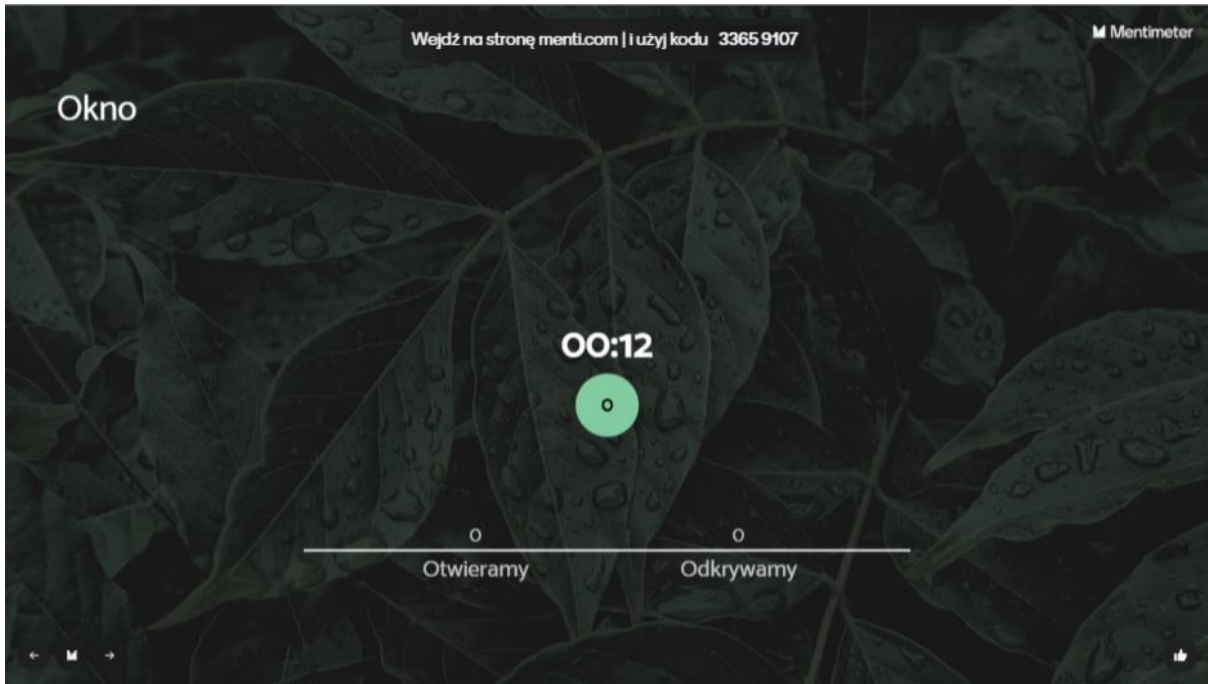 Wejdź na stronę menti.com | i użyj kodu 3365 9107
Mentimeter
Okno
00:12
0
0 0
Otwieramy Odkrywamy